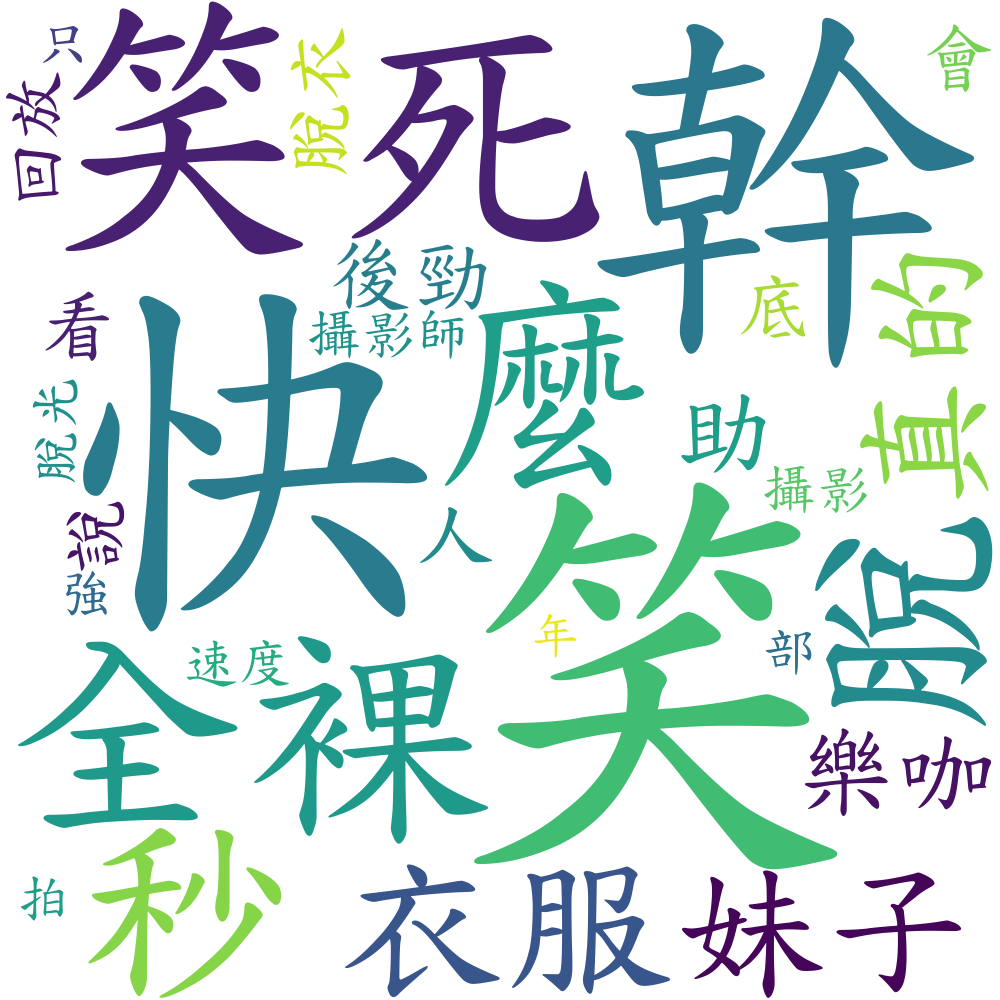 只
回放
笑死
脫衣
幹
會
後勁
攝影師
看
快
麼
底
真的
脫光
助
攝影
說
人
強
笑
脫
年
部
速度
全裸
樂咖
秒
拍
衣服
妹子